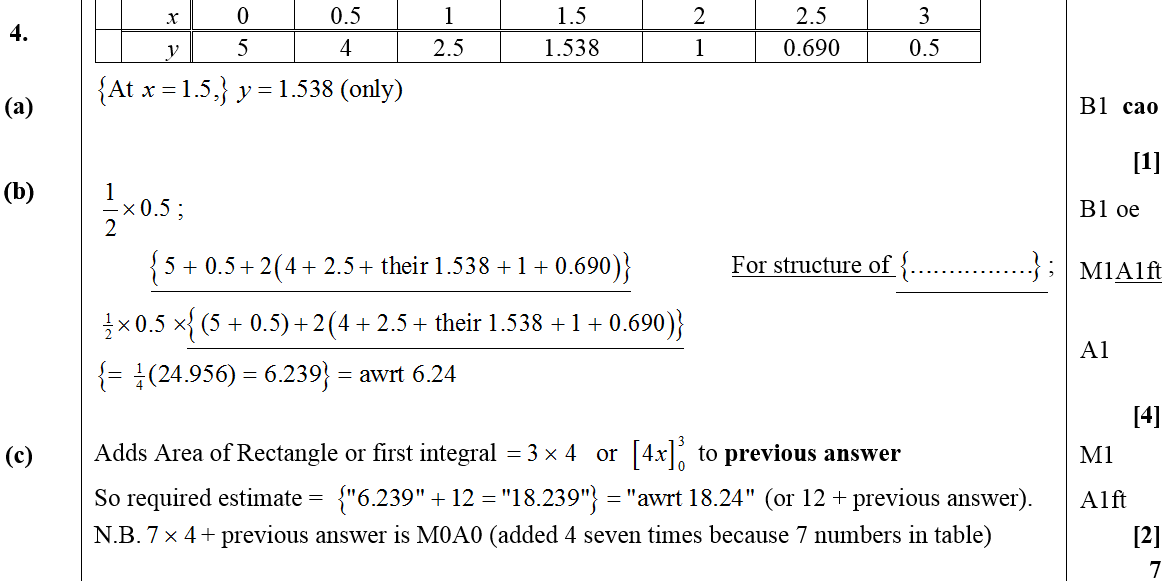 x 0 0.5 1 1.5 2 2.5 3
4.
y 5 4 2.5 1.538 1 0.690 0.5
(a) {At x = 1.5,} y = 1.538 (only) B1 cao
[1]
(b) 1/2 × 0.5 ; B1 oe
{5 + 0.5 + 2(4 + 2.5 + their 1.538 + 1 + 0.690)} For structure of {................} ; M1A1ft
1/2 × 0.5 × {(5 + 0.5) + 2(4 + 2.5 + their 1.538 + 1 + 0.690)}
A1
{= 1/4(24.956) = 6.239} = awrt 6.24
[4]
(c) Adds Area of Rectangle or first integral = 3 × 4 or [4x]₀³ to previous answer M1
So required estimate = {"6.239" + 12 = "18.239"} = "awrt 18.24" (or 12 + previous answer). A1ft
N.B. 7 × 4 + previous answer is M0A0 (added 4 seven times because 7 numbers in table) [2]
7